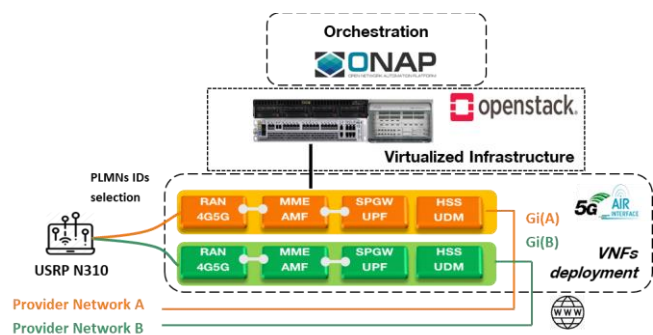 Orchestration
ONAP
OPEN NETWORK AUTOMATION PLATFORM
openstack.
Virtualized Infrastructure
PLMNs IDs
selection
RAN
4G5G
MME
AMF
SPGW
UPF
HSS
UDM
Gi(A)
5G AIR
INTERFACE
USRP N310
RAN
4G5G
MME
AMF
SPGW
UPF
HSS
UDM
Gi(B)
VNFs
deployment
Provider Network A
Provider Network B
WWW